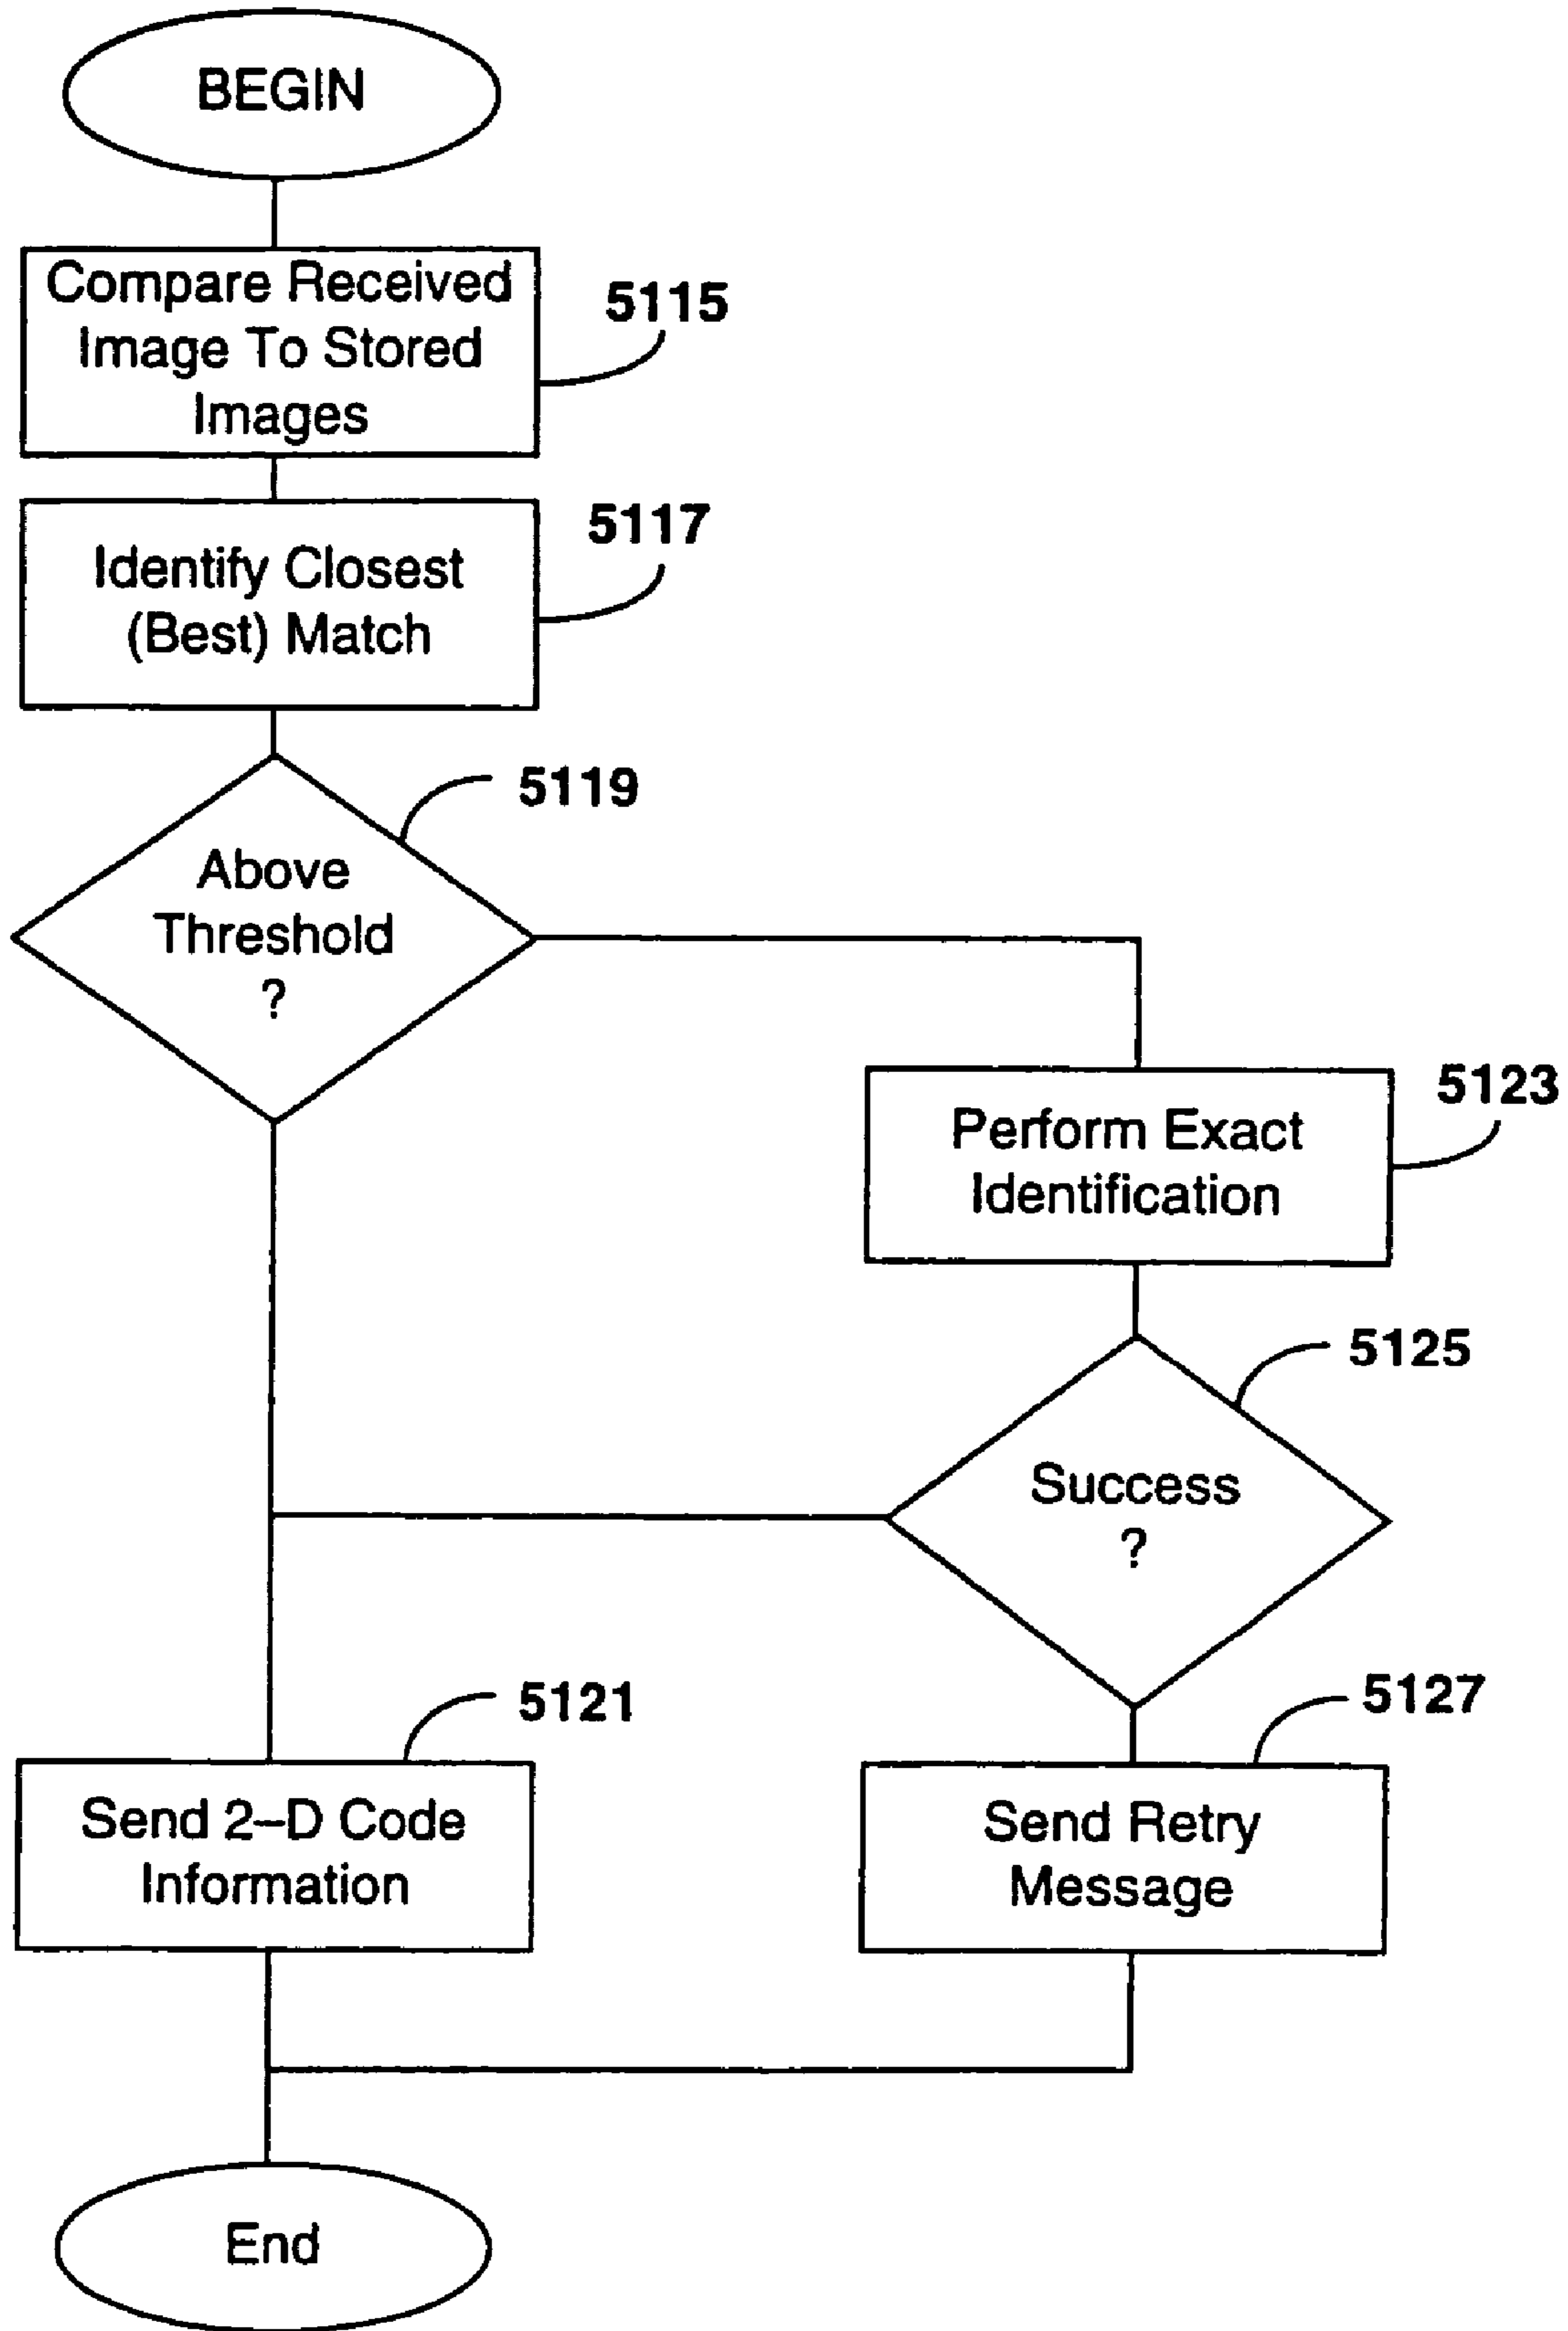 BEGIN
Compare Received
Image To Stored
Images
5115
Identify Closest
(Best) Match
5117
Above
Threshold
?
5119
Perform Exact
Identification
5123
Success
?
5125
Send 2–D Code
Information
5121
Send Retry
Message
5127
End